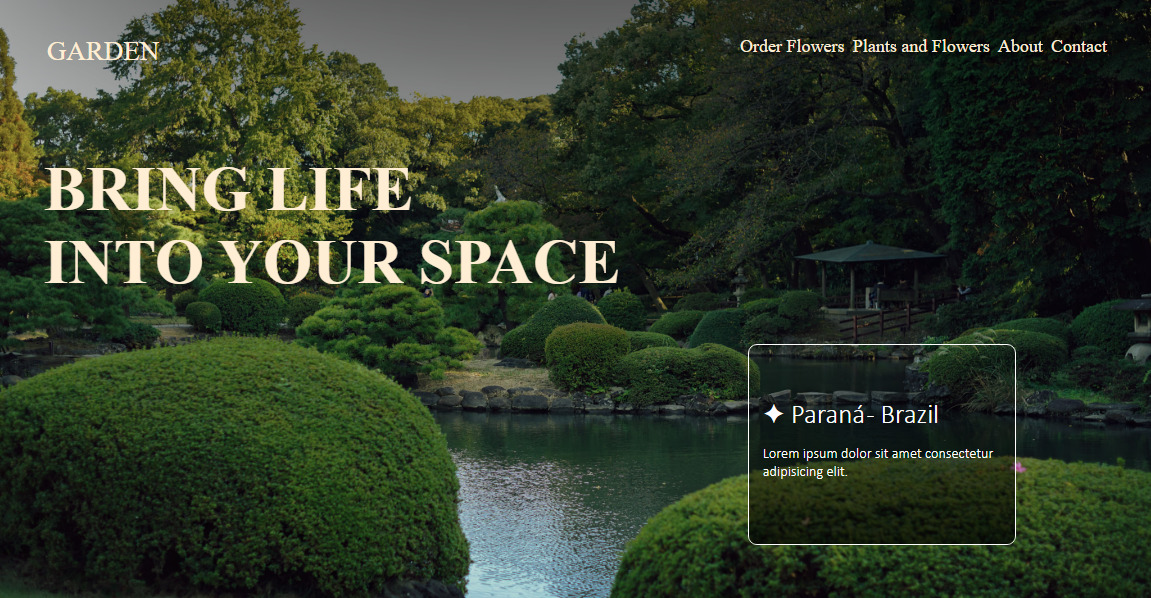 GARDEN
Order Flowers Plants and Flowers About Contact
BRING LIFE
INTO YOUR SPACE
✦ Paraná- Brazil
Lorem ipsum dolor sit amet consectetur
adipisicing elit.